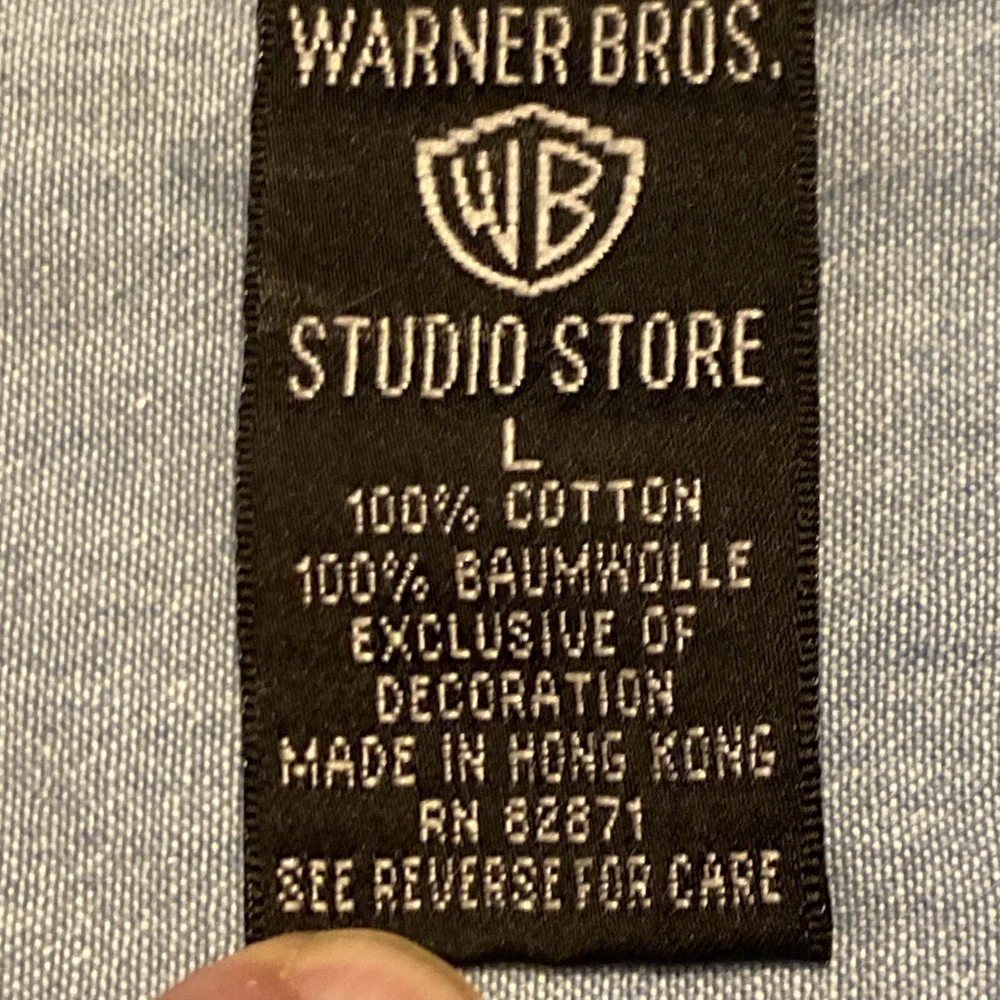 WARNER BROS.
WB
STUDIO STORE
L
100% COTTON
100% BAUMWOLLE
EXCLUSIVE OF
DECORATION
MADE IN HONG KONG
RN 82871
SEE REVERSE FOR CARE